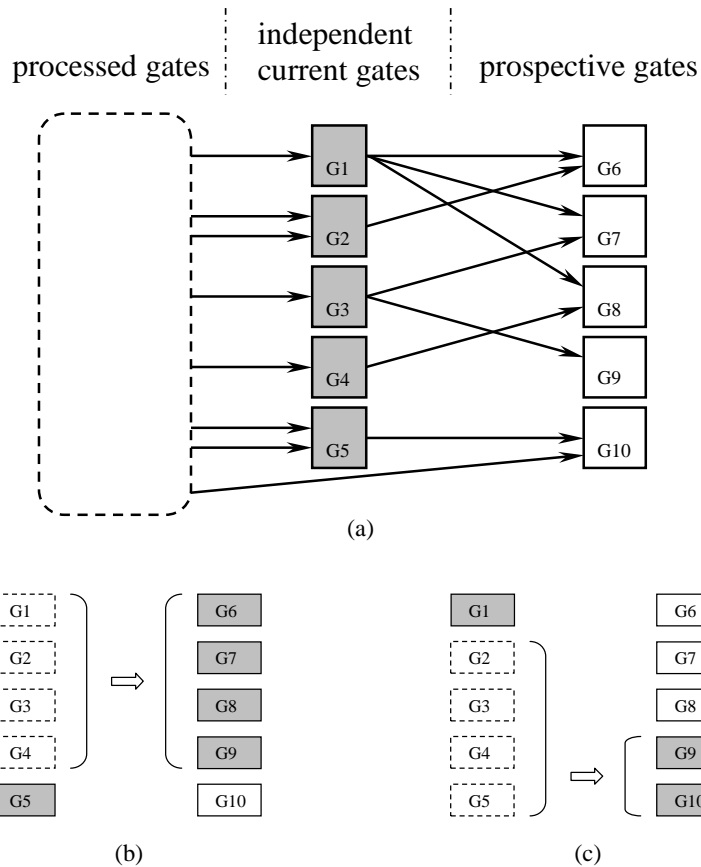 processed gates
independent
current gates
prospective gates
G1
G6
G2
G7
G3
G8
G4
G9
G5
G10
(a)
G1
G2
G3
G4
G5
G6
G7
G8
G9
G10
(b)
G1
G2
G3
G4
G5
G6
G7
G8
G9
G10
(c)